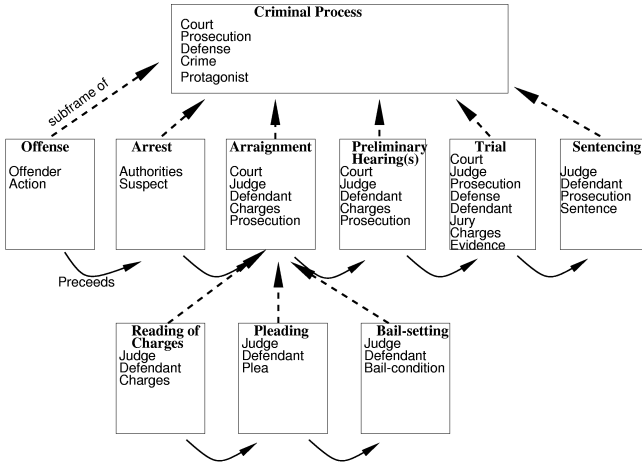 Criminal Process
Court
Prosecution
Defense
Crime
Protagonist
subframe of
Offense
Offender
Action
Arrest
Authorities
Suspect
Arraignment
Court
Judge
Defendant
Charges
Prosecution
Preliminary
Hearing(s)
Court
Judge
Defendant
Charges
Prosecution
Trial
Court
Judge
Prosecution
Defense
Defendant
Jury
Charges
Evidence
Sentencing
Judge
Defendant
Prosecution
Sentence
Preceeds
Reading of
Charges
Judge
Defendant
Charges
Pleading
Judge
Defendant
Plea
Bail-setting
Judge
Defendant
Bail-condition